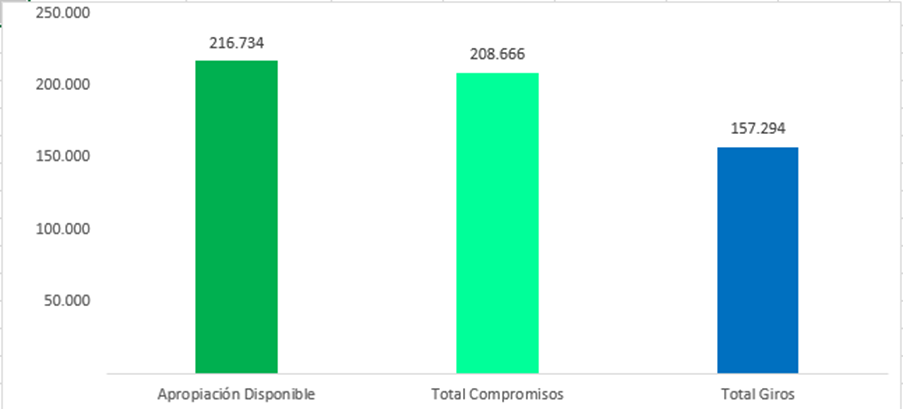 250.000
216.734
208.666
200.000
157.294
150.000
100.000
50.000
Apropiación Disponible
Total Compromisos
Total Giros